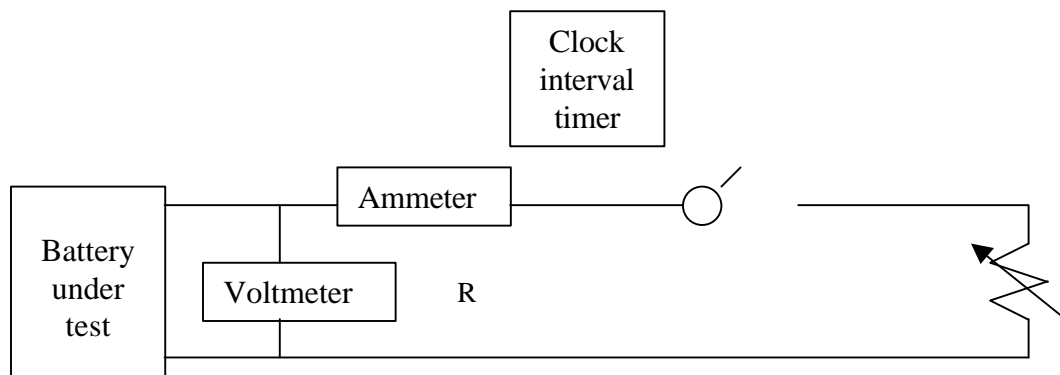 Clock
interval
timer
Ammeter
Battery
under
test
Voltmeter
R